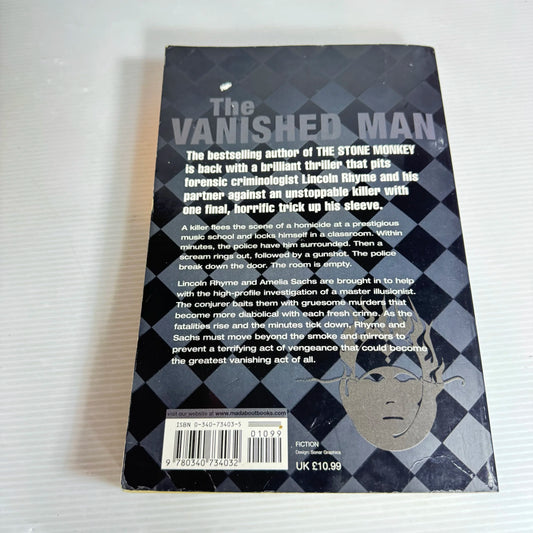 The
VANISHED MAN
The bestselling author of THE STONE MONKEY
is back with a brilliant thriller that pits
forensic criminologist Lincoln Rhyme and his
partner against an unstoppable killer with
one final, horrific trick up his sleeve.
A killer flees the scene of a homicide at a prestigious
music school and locks himself in a classroom. Within
minutes, the police have him surrounded. Then a
scream rings out, followed by a gunshot. The police
break down the door. The room is empty.
Lincoln Rhyme and Amelia Sachs are brought in to help
with the high-profile investigation of a master illusionist.
The conjurer baits them with gruesome murders that
become more diabolical with each fresh crime. As the
fatalities rise and the minutes tick down, Rhyme and
Sachs must move beyond the smoke and mirrors to
prevent a terrifying act of vengeance that could become
the greatest vanishing act of all.
visit our website at www.madaboutbooks.com
ISBN 0-340-73403-5
01099
9 780340 734032
FICTION
Design: Sonar Graphics
UK £10.99